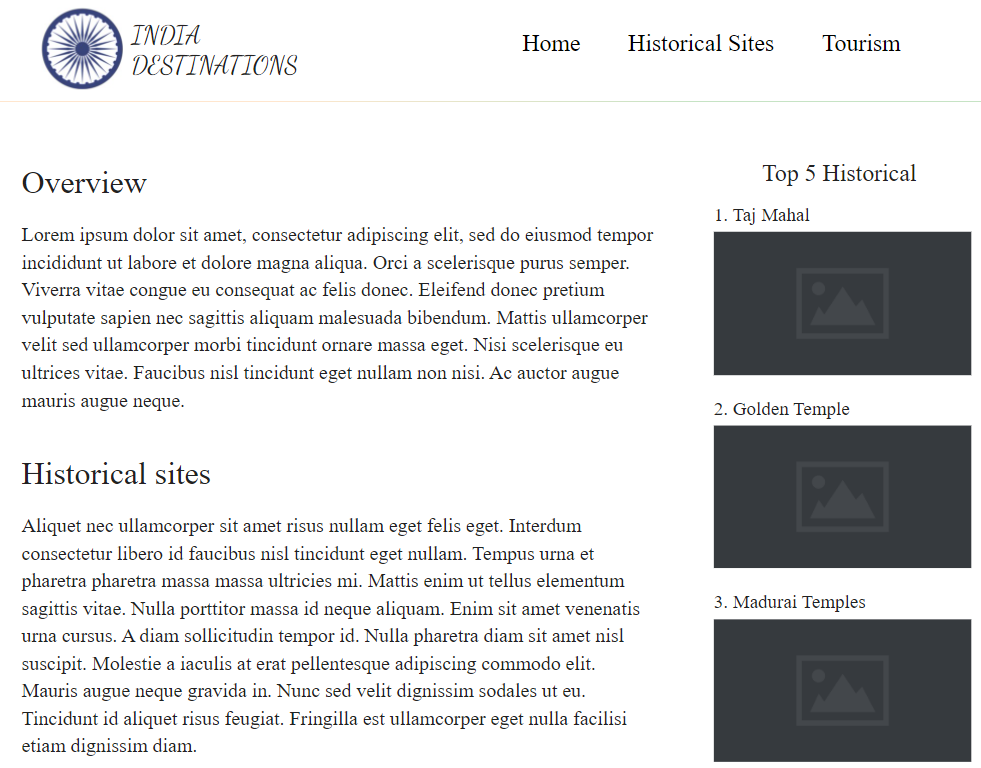 INDIA
DESTINATIONS
Home Historical Sites Tourism
Overview
Lorem ipsum dolor sit amet, consectetur adipiscing elit, sed do eiusmod tempor
incididunt ut labore et dolore magna aliqua. Orci a scelerisque purus semper.
Viverra vitae congue eu consequat ac felis donec. Eleifend donec pretium
vulputate sapien nec sagittis aliquam malesuada bibendum. Mattis ullamcorper
velit sed ullamcorper morbi tincidunt ornare massa eget. Nisi scelerisque eu
ultrices vitae. Faucibus nisl tincidunt eget nullam non nisi. Ac auctor augue
mauris augue neque.
Historical sites
Aliquet nec ullamcorper sit amet risus nullam eget felis eget. Interdum
consectetur libero id faucibus nisl tincidunt eget nullam. Tempus urna et
pharetra pharetra massa massa ultricies mi. Mattis enim ut tellus elementum
sagittis vitae. Nulla porttitor massa id neque aliquam. Enim sit amet venenatis
urna cursus. A diam sollicitudin tempor id. Nulla pharetra diam sit amet nisl
suscipit. Molestie a iaculis at erat pellentesque adipiscing commodo elit.
Mauris augue neque gravida in. Nunc sed velit dignissim sodales ut eu.
Tincidunt id aliquet risus feugiat. Fringilla est ullamcorper eget nulla facilisi
etiam dignissim diam.
Top 5 Historical
1. Taj Mahal
2. Golden Temple
3. Madurai Temples